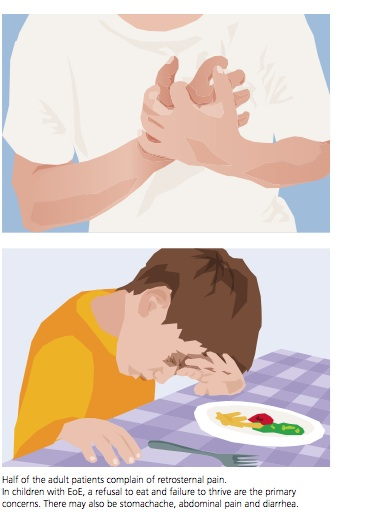 Half of the adult patients complain of retrosternal pain.
In children with EoE, a refusal to eat and failure to thrive are the primary
concerns. There may also be stomachache, abdominal pain and diarrhea.